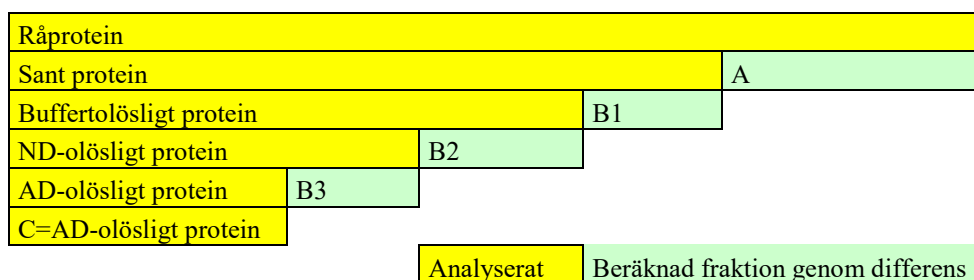 Råprotein
Sant protein A
Buffertolösligt protein B1
ND-olösligt protein B2
AD-olösligt protein B3
C=AD-olösligt protein
Analyserat Beräknad fraktion genom differens